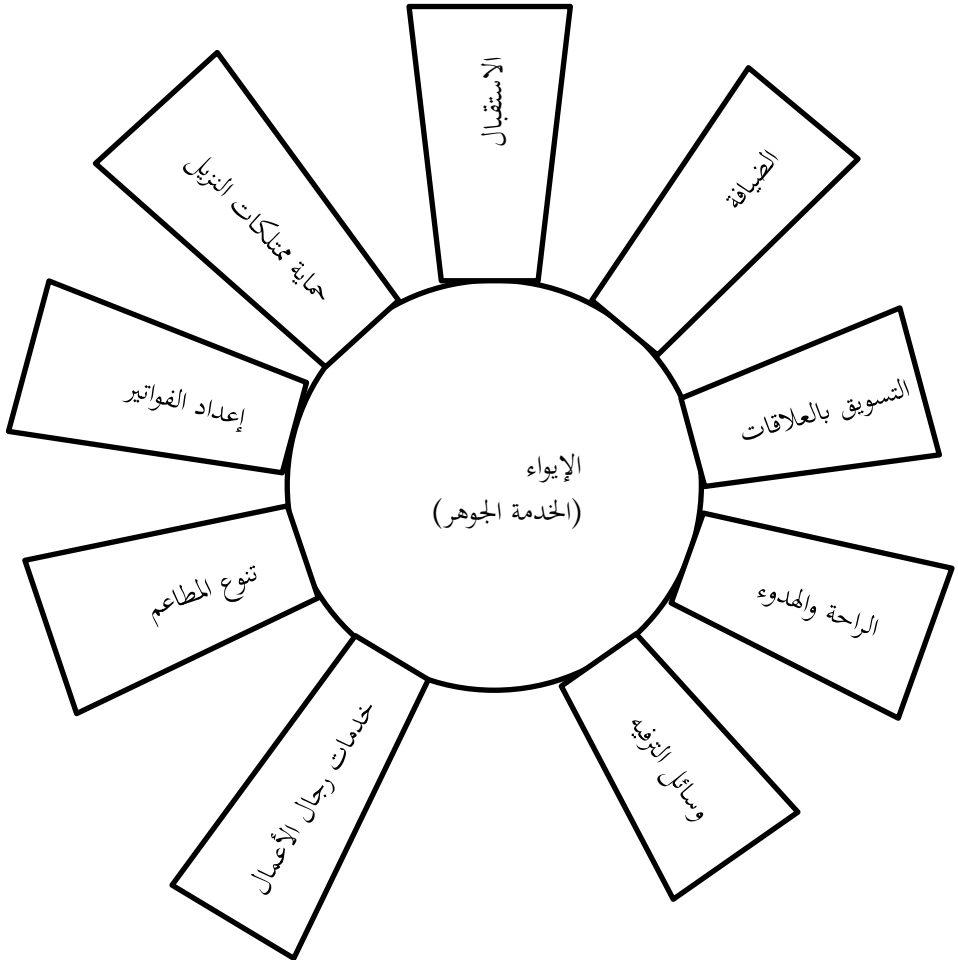 الاستقبال
الضيافة
التسويق بالعلاقات
الراحة والهدوء
وسائل الترفيه
خدمات رجال الأعمال
تنوع المطاعم
إعداد الفواتير
حماية ممتلكات النزيل
الإيواء
(الخدمة الجوهر)